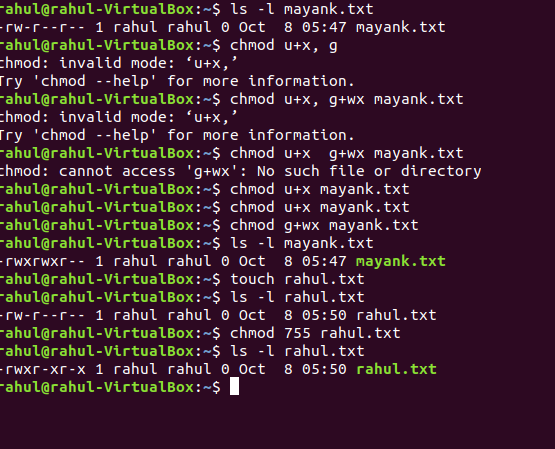 rahul@rahul-VirtualBox:~$ ls -l mayank.txt
-rw-r--r-- 1 rahul rahul 0 Oct  8 05:47 mayank.txt
rahul@rahul-VirtualBox:~$ chmod u+x, g
chmod: invalid mode: ‘u+x,’
Try 'chmod --help' for more information.
rahul@rahul-VirtualBox:~$ chmod u+x, g+wx mayank.txt
chmod: invalid mode: ‘u+x,’
Try 'chmod --help' for more information.
rahul@rahul-VirtualBox:~$ chmod u+x  g+wx mayank.txt
chmod: cannot access 'g+wx': No such file or directory
rahul@rahul-VirtualBox:~$ chmod u+x mayank.txt
rahul@rahul-VirtualBox:~$ chmod u+x mayank.txt
rahul@rahul-VirtualBox:~$ chmod g+wx mayank.txt
rahul@rahul-VirtualBox:~$ ls -l mayank.txt
-rwxrwxr-- 1 rahul rahul 0 Oct  8 05:47 mayank.txt
rahul@rahul-VirtualBox:~$ touch rahul.txt
rahul@rahul-VirtualBox:~$ ls -l rahul.txt
-rw-r--r-- 1 rahul rahul 0 Oct  8 05:50 rahul.txt
rahul@rahul-VirtualBox:~$ chmod 755 rahul.txt
rahul@rahul-VirtualBox:~$ ls -l rahul.txt
-rwxr-xr-x 1 rahul rahul 0 Oct  8 05:50 rahul.txt
rahul@rahul-VirtualBox:~$